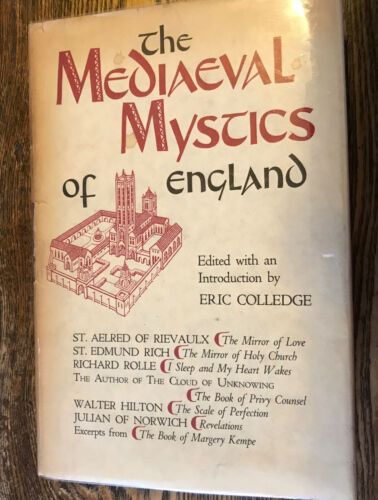 The
Mediaeval
Mystics
of England
Edited with an
Introduction by
ERIC COLLEDGE
ST. AELRED OF RIEVAULX The Mirror of Love
ST. EDMUND RICH The Mirror of Holy Church
RICHARD ROLLE I Sleep and My Heart Wakes
THE AUTHOR OF THE CLOUD OF UNKNOWING
The Book of Privy Counsel
WALTER HILTON The Scale of Perfection
JULIAN OF NORWICH Revelations
Excerpts from The Book of Margery Kempe